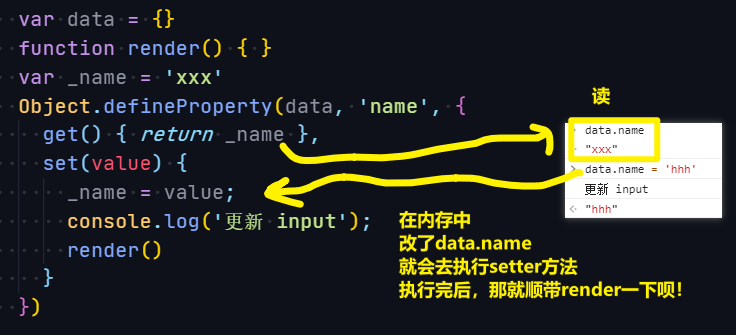 var data = {}
function render() { }
var _name = 'xxx'
Object.defineProperty(data, 'name', {
get() { return _name },
set(value) {
_name = value;
console.log('更新 input');
render()
}
})
读
data.name
"xxx"
data.name = 'hhh'
更新 input
"hhh"
在内存中
改了data.name
就会去执行setter方法
执行完后，那就顺带render一下呗！